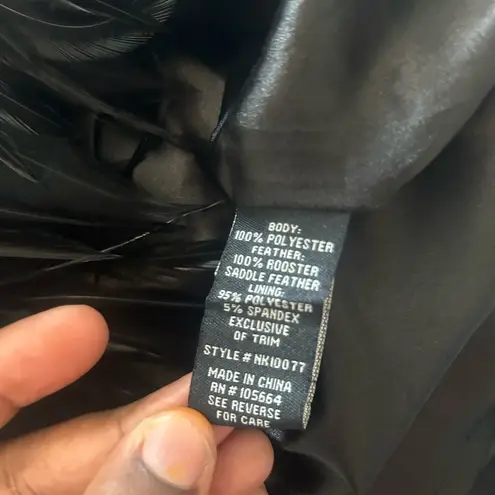 BODY:
100% POLYESTER
FEATHER:
100% ROOSTER
SADDLE FEATHER
LINING:
95% POLYESTER
5% SPANDEX
EXCLUSIVE
OF TRIM
STYLE # NK10077
MADE IN CHINA
RN # 105664
SEE REVERSE
FOR CARE